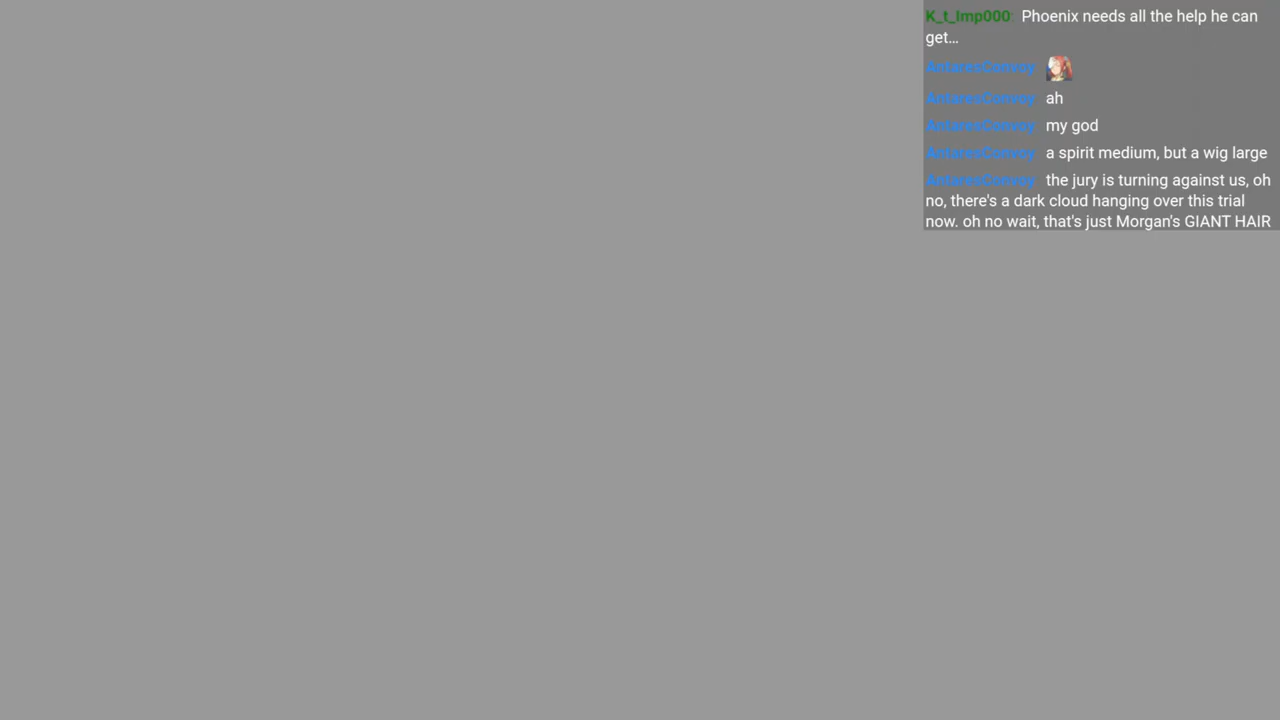 K_t_Imp000: Phoenix needs all the help he can
get…
AntaresConvoy
AntaresConvoy ah
AntaresConvoy my god
AntaresConvoy a spirit medium, but a wig large
AntaresConvoy the jury is turning against us, oh
no, there's a dark cloud hanging over this trial
now. oh no wait, that's just Morgan's GIANT HAIR